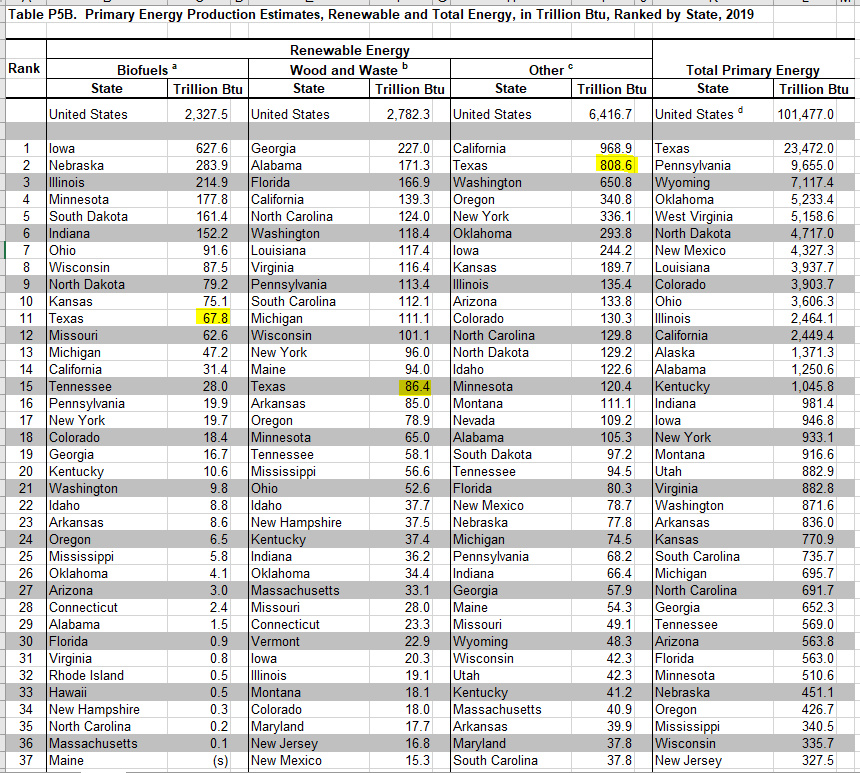 Table P5B. Primary Energy Production Estimates, Renewable and Total Energy, in Trillion Btu, Ranked by State, 2019
Renewable Energy
Rank Biofuels a Wood and Waste b Other c Total Primary Energy
State Trillion Btu State Trillion Btu State Trillion Btu State Trillion Btu
United States 2,327.5 United States 2,782.3 United States 6,416.7 United States d 101,477.0
1 Iowa 627.6 Georgia 227.0 California 968.9 Texas 23,472.0
2 Nebraska 283.9 Alabama 171.3 Texas 808.6 Pennsylvania 9,655.0
3 Illinois 214.9 Florida 166.9 Washington 650.8 Wyoming 7,117.4
4 Minnesota 177.8 California 139.3 Oregon 340.8 Oklahoma 5,233.4
5 South Dakota 161.4 North Carolina 124.0 New York 336.1 West Virginia 5,158.6
6 Indiana 152.2 Washington 118.4 Oklahoma 293.8 North Dakota 4,717.0
7 Ohio 91.6 Louisiana 117.4 Iowa 244.2 New Mexico 4,327.3
8 Wisconsin 87.5 Virginia 116.4 Kansas 189.7 Louisiana 3,937.7
9 North Dakota 79.2 Pennsylvania 113.4 Illinois 135.4 Colorado 3,903.7
10 Kansas 75.1 South Carolina 112.1 Arizona 133.8 Ohio 3,606.3
11 Texas 67.8 Michigan 111.1 Colorado 130.3 Illinois 2,464.1
12 Missouri 62.6 Wisconsin 101.1 North Carolina 129.8 California 2,449.4
13 Michigan 47.2 New York 96.0 North Dakota 129.2 Alaska 1,371.3
14 California 31.4 Maine 94.0 Idaho 122.6 Alabama 1,250.6
15 Tennessee 28.0 Texas 86.4 Minnesota 120.4 Kentucky 1,045.8
16 Pennsylvania 19.9 Arkansas 85.0 Montana 111.1 Indiana 981.4
17 New York 19.7 Oregon 78.9 Nevada 109.2 Iowa 946.8
18 Colorado 18.4 Minnesota 65.0 Alabama 105.3 New York 933.1
19 Georgia 16.7 Tennessee 58.1 South Dakota 97.2 Montana 916.6
20 Kentucky 10.6 Mississippi 56.6 Tennessee 94.5 Utah 882.9
21 Washington 9.8 Ohio 52.6 Florida 80.3 Virginia 882.8
22 Idaho 8.8 Idaho 37.7 New Mexico 78.7 Washington 871.6
23 Arkansas 8.6 New Hampshire 37.5 Nebraska 77.8 Arkansas 836.0
24 Oregon 6.5 Kentucky 37.4 Michigan 74.5 Kansas 770.9
25 Mississippi 5.8 Indiana 36.2 Pennsylvania 68.2 South Carolina 735.7
26 Oklahoma 4.1 Oklahoma 34.4 Indiana 66.4 Michigan 695.7
27 Arizona 3.0 Massachusetts 33.1 Georgia 57.9 North Carolina 691.7
28 Connecticut 2.4 Missouri 28.0 Maine 54.3 Georgia 652.3
29 Alabama 1.5 Connecticut 23.3 Missouri 49.1 Tennessee 569.0
30 Florida 0.9 Vermont 22.9 Wyoming 48.3 Arizona 563.8
31 Virginia 0.8 Iowa 20.3 Wisconsin 42.3 Florida 563.0
32 Rhode Island 0.5 Illinois 19.1 Utah 42.3 Minnesota 510.6
33 Hawaii 0.5 Montana 18.1 Kentucky 41.2 Nebraska 451.1
34 New Hampshire 0.3 Colorado 18.0 Massachusetts 40.9 Oregon 426.7
35 North Carolina 0.2 Maryland 17.7 Arkansas 39.9 Mississippi 340.5
36 Massachusetts 0.1 New Jersey 16.8 Maryland 37.8 Wisconsin 335.7
37 Maine (s) New Mexico 15.3 South Carolina 37.8 New Jersey 327.5